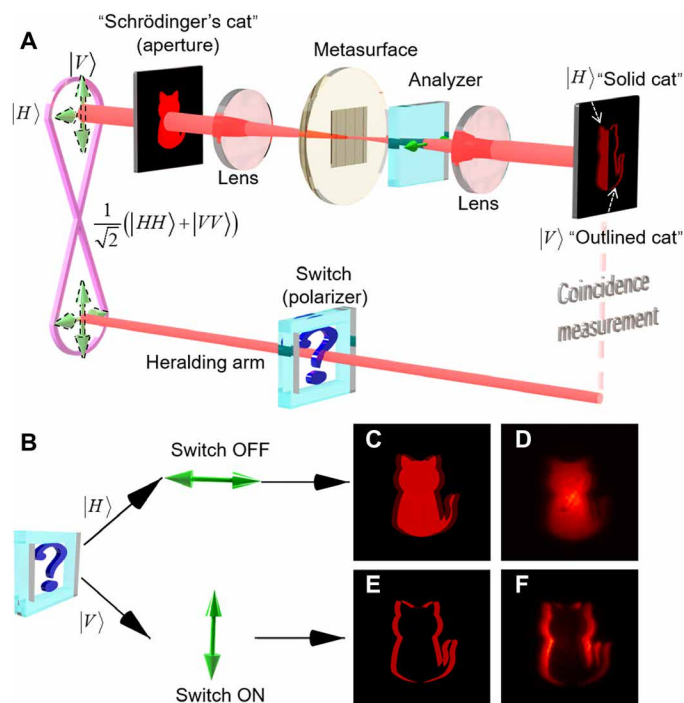 A
"Schrödinger's cat"
(aperture)
Metasurface
Analyzer
|H⟩ "Solid cat"
|V⟩
|H⟩
Lens
Lens
1/√2 (|HH⟩+|VV⟩)
|V⟩ "Outlined cat"
Switch
(polarizer)
?
Coincidence
measurement
Heralding arm
B
Switch OFF
C
D
|H⟩
?
|V⟩
E
F
Switch ON